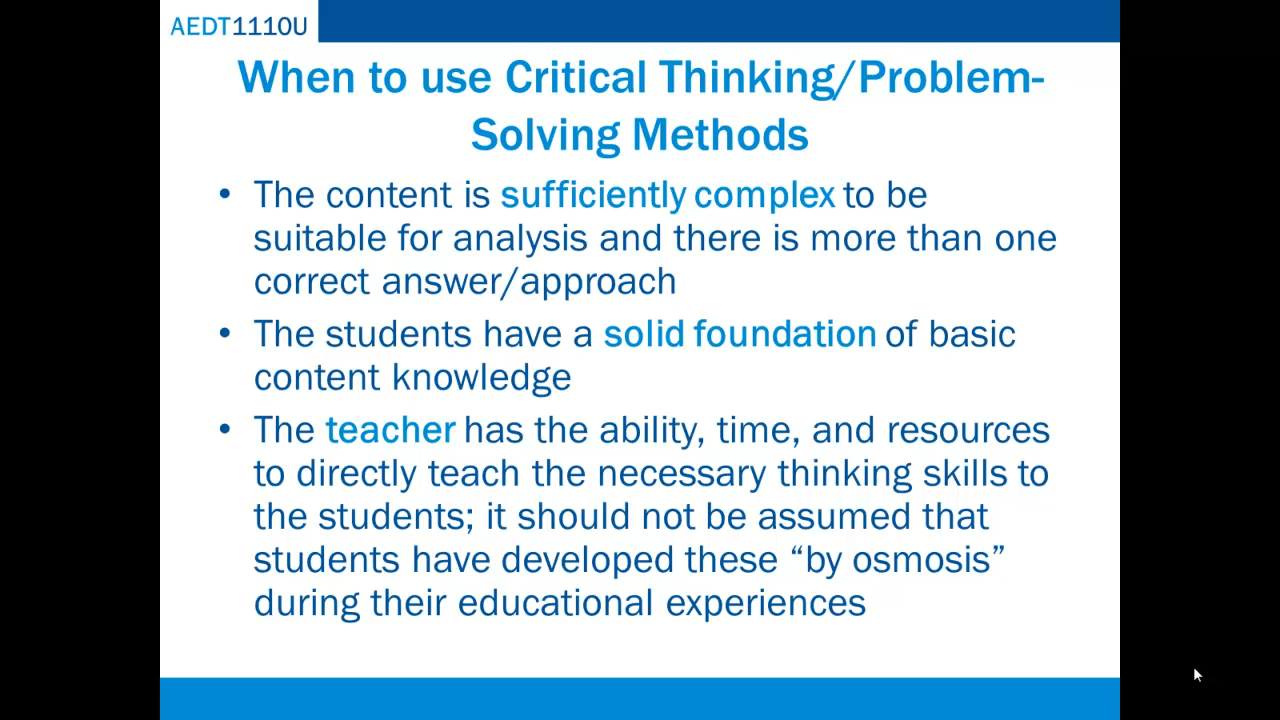 AEDT1110U
When to use Critical Thinking/Problem-
Solving Methods
• The content is sufficiently complex to be
suitable for analysis and there is more than one
correct answer/approach
• The students have a solid foundation of basic
content knowledge
• The teacher has the ability, time, and resources
to directly teach the necessary thinking skills to
the students; it should not be assumed that
students have developed these “by osmosis”
during their educational experiences